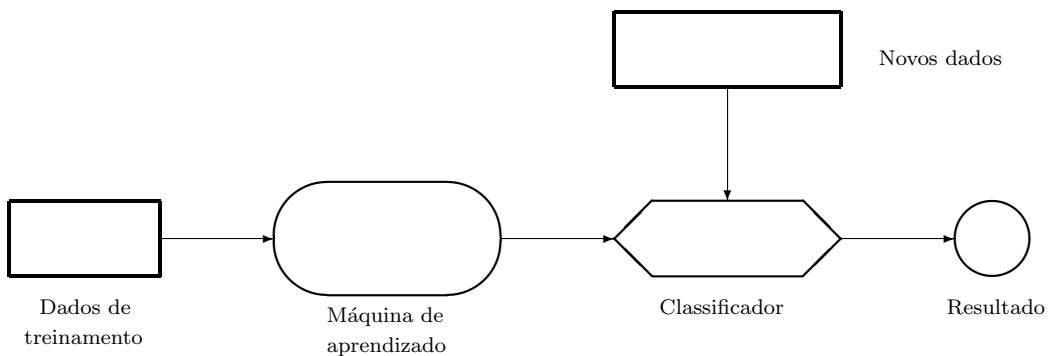 Novos dados
Dados de
treinamento
Máquina de
aprendizado
Classificador
Resultado